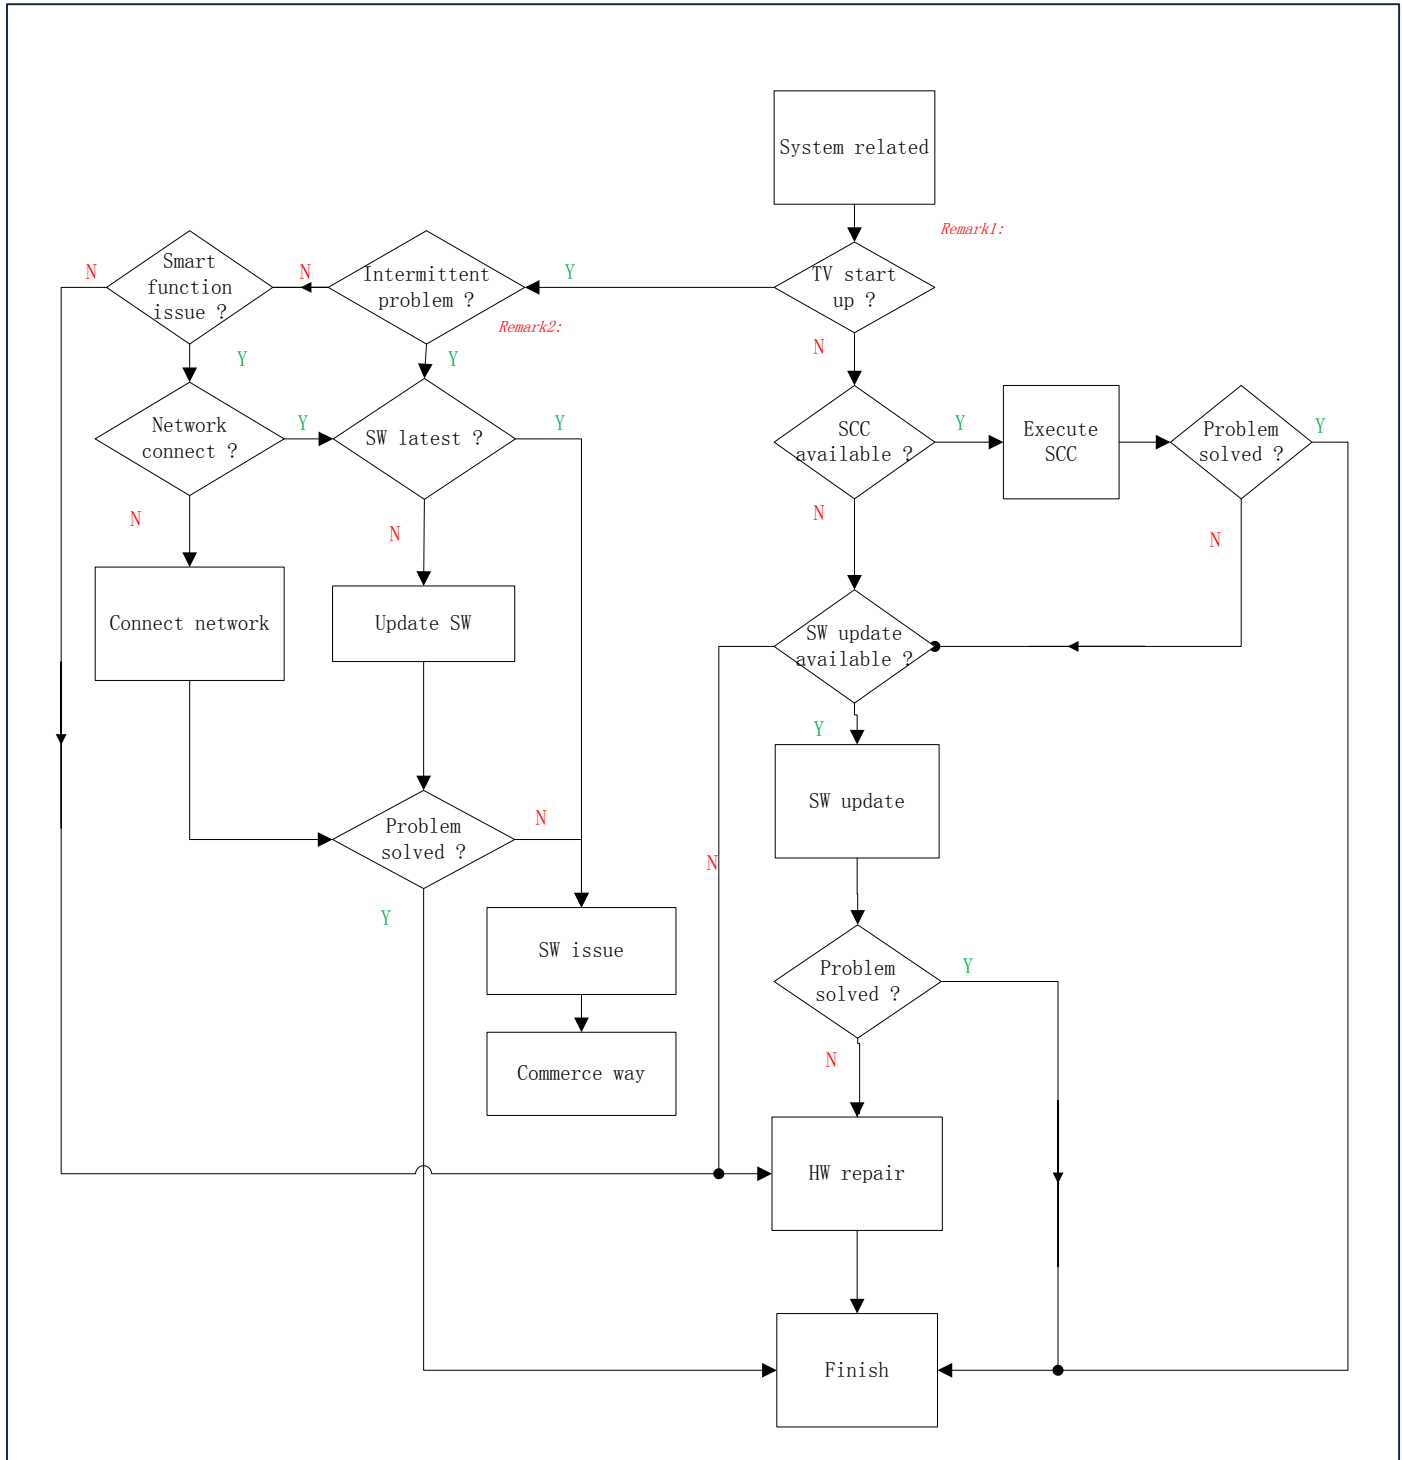 System related
Remark1:
TV start
up ?
Y
N
Intermittent
problem ?
Remark2:
N
Y
Smart
function
issue ?
N
Y
Network
connect ?
Y
N
SW latest ?
Y
N
SCC
available ?
Y
N
Execute
SCC
Problem
solved ?
Y
N
Connect network
Update SW
SW update
available ?
Y
N
SW update
Problem
solved ?
N
Y
SW issue
Commerce way
Problem
solved ?
Y
N
HW repair
Finish